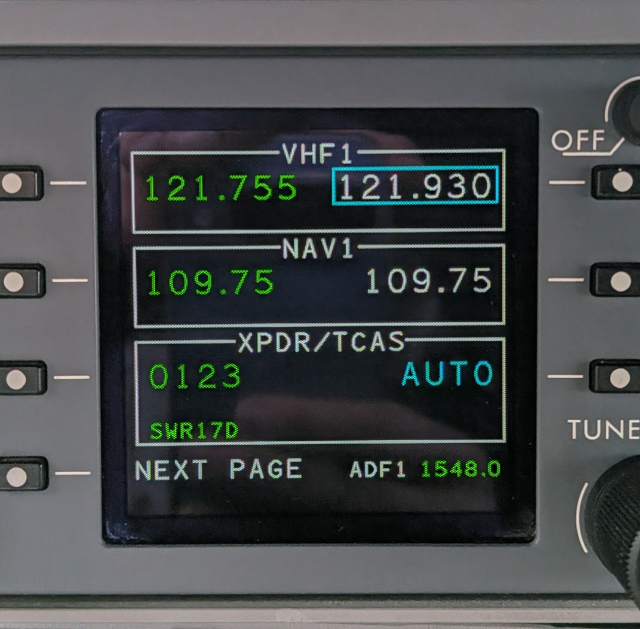 VHF1
121.755 121.930
NAV1
109.75 109.75
XPDR/TCAS
0123 AUTO
SWR17D
NEXT PAGE ADF1 1548.0
OFF
TUNE